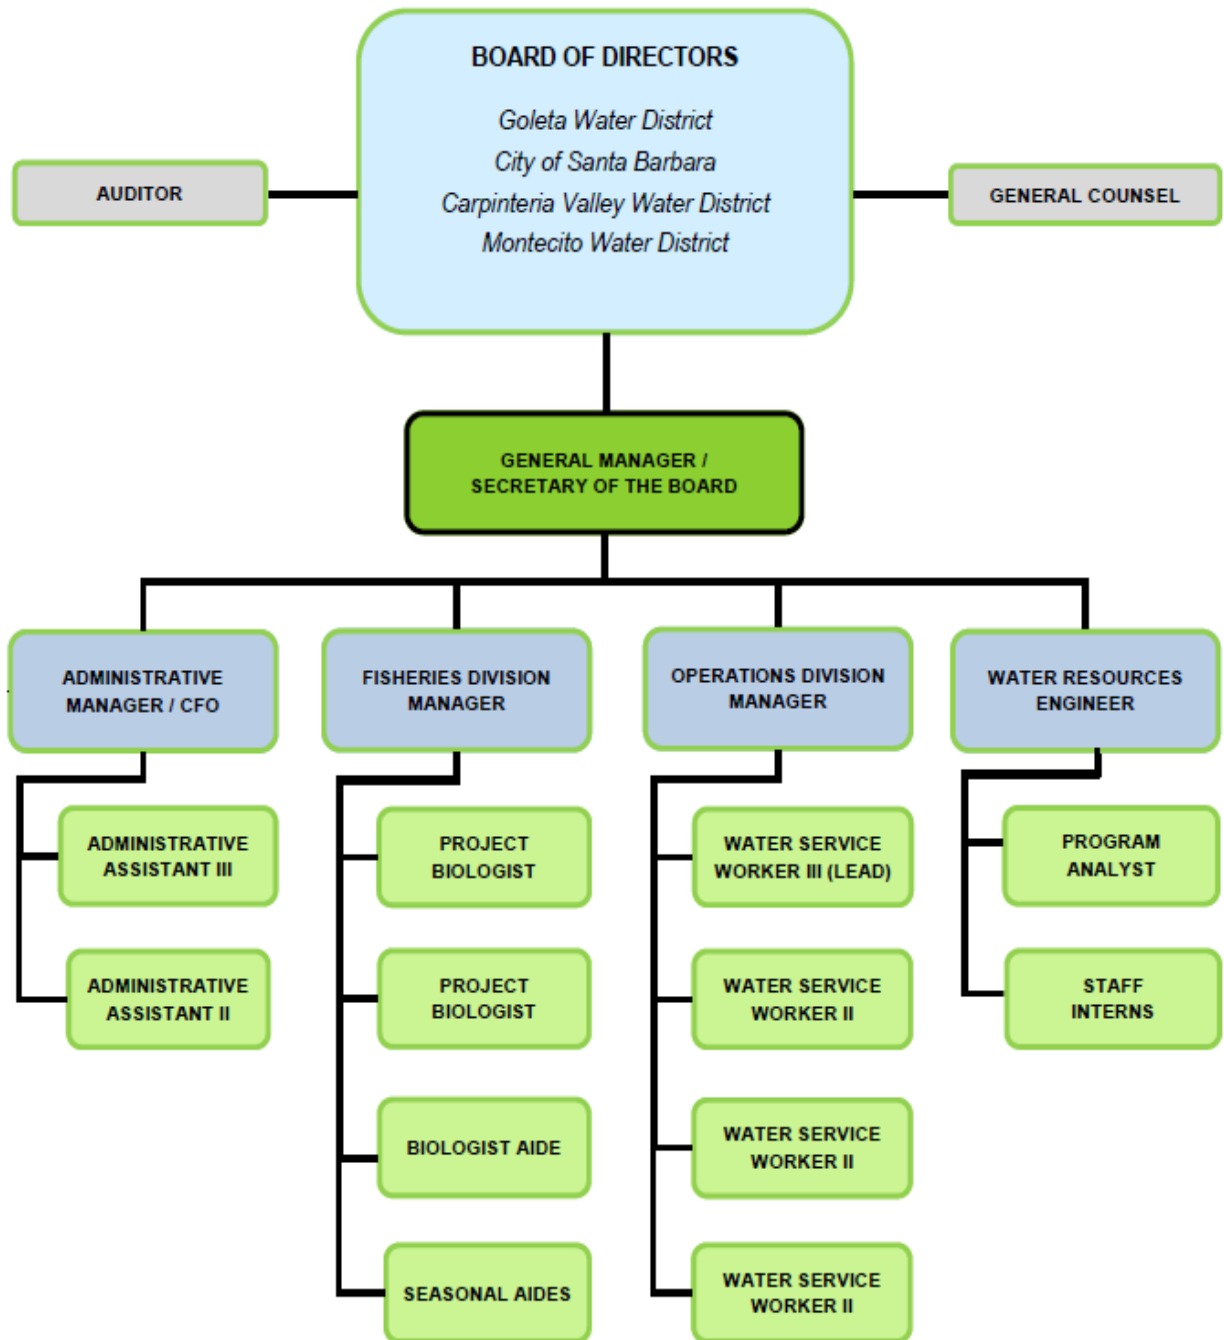 BOARD OF DIRECTORS
Goleta Water District
City of Santa Barbara
Carpinteria Valley Water District
Montecito Water District
AUDITOR
GENERAL COUNSEL
GENERAL MANAGER /
SECRETARY OF THE BOARD
ADMINISTRATIVE
MANAGER / CFO
FISHERIES DIVISION
MANAGER
OPERATIONS DIVISION
MANAGER
WATER RESOURCES
ENGINEER
ADMINISTRATIVE
ASSISTANT III
ADMINISTRATIVE
ASSISTANT II
PROJECT
BIOLOGIST
PROJECT
BIOLOGIST
BIOLOGIST AIDE
SEASONAL AIDES
WATER SERVICE
WORKER III (LEAD)
WATER SERVICE
WORKER II
WATER SERVICE
WORKER II
WATER SERVICE
WORKER II
PROGRAM
ANALYST
STAFF
INTERNS